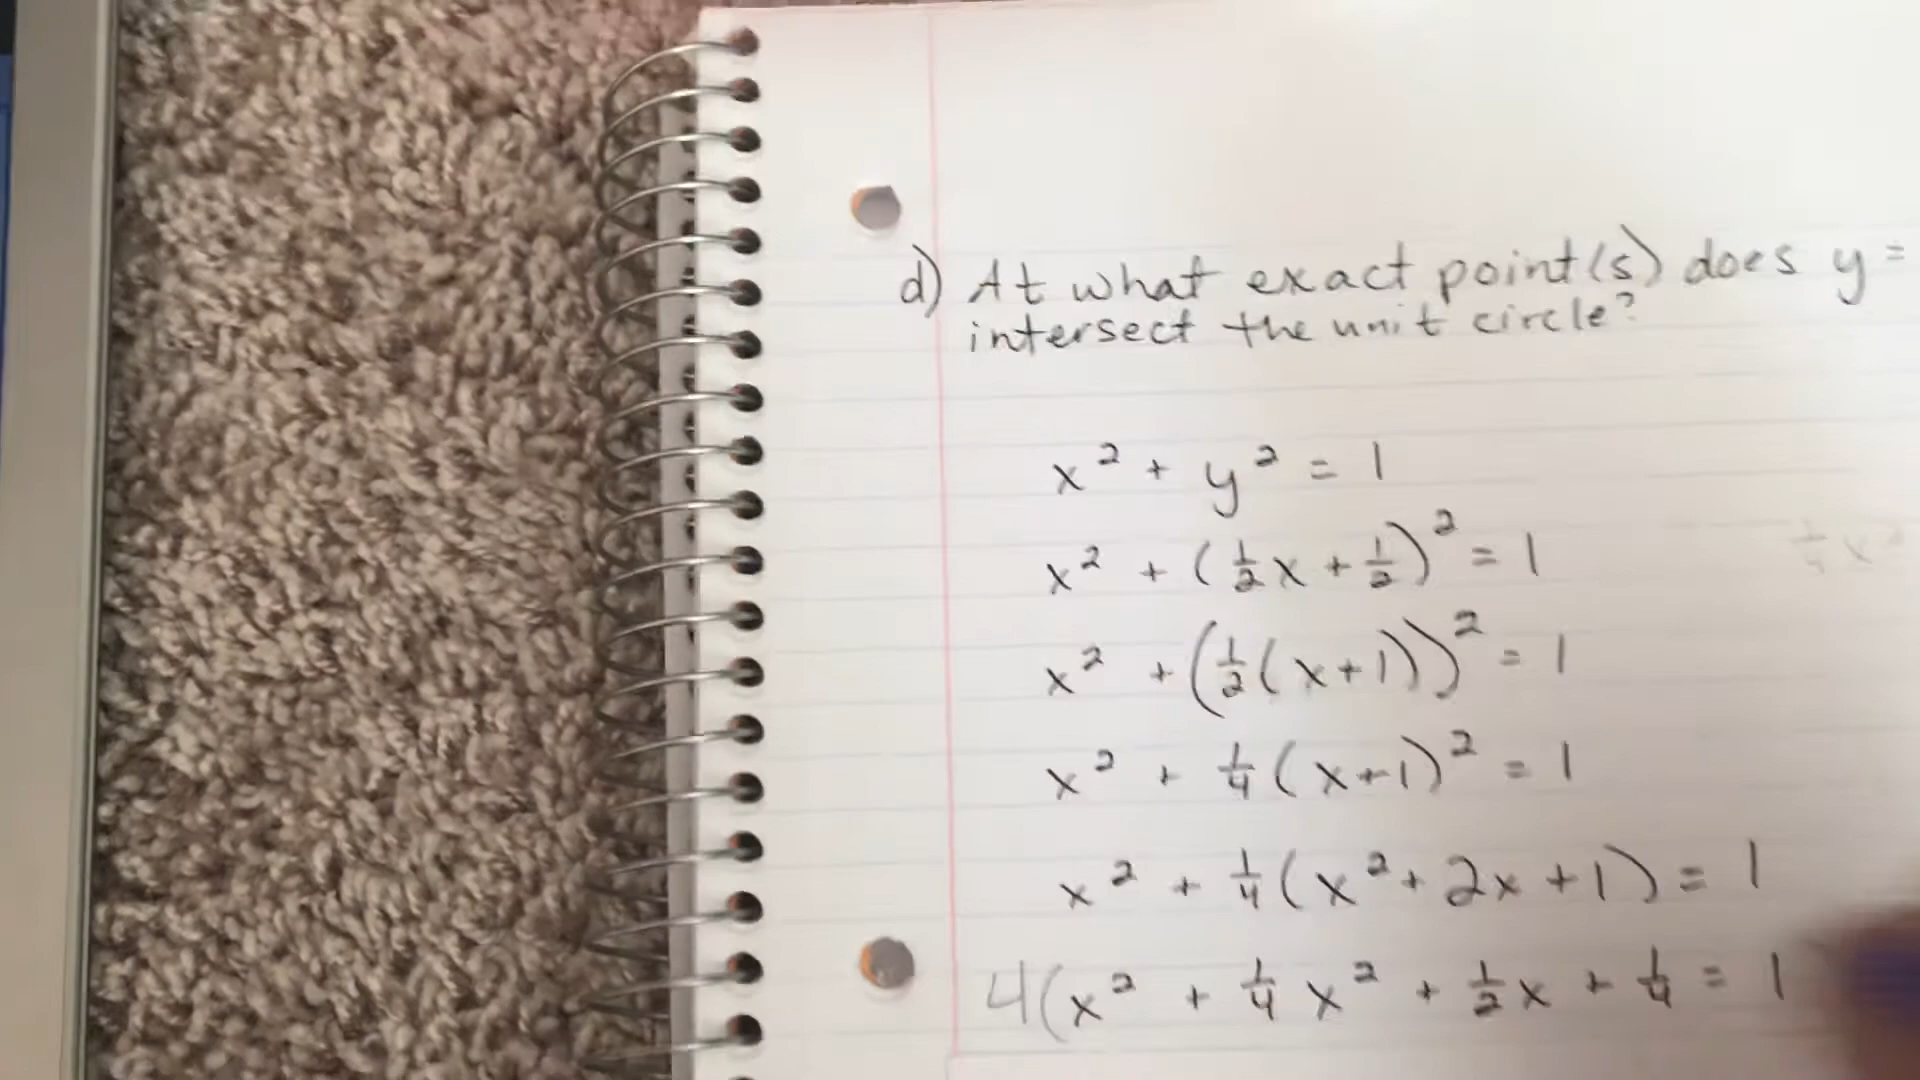 d) At what exact point(s) does y =
intersect the unit circle?
x² + y² = 1
x² + (½x + ½)² = 1
¼x²
x² + (½(x+1))² = 1
x² + ¼(x+1)² = 1
x² + ¼(x² + 2x + 1) = 1
4(x² + ¼x² + ½x + ¼ = 1